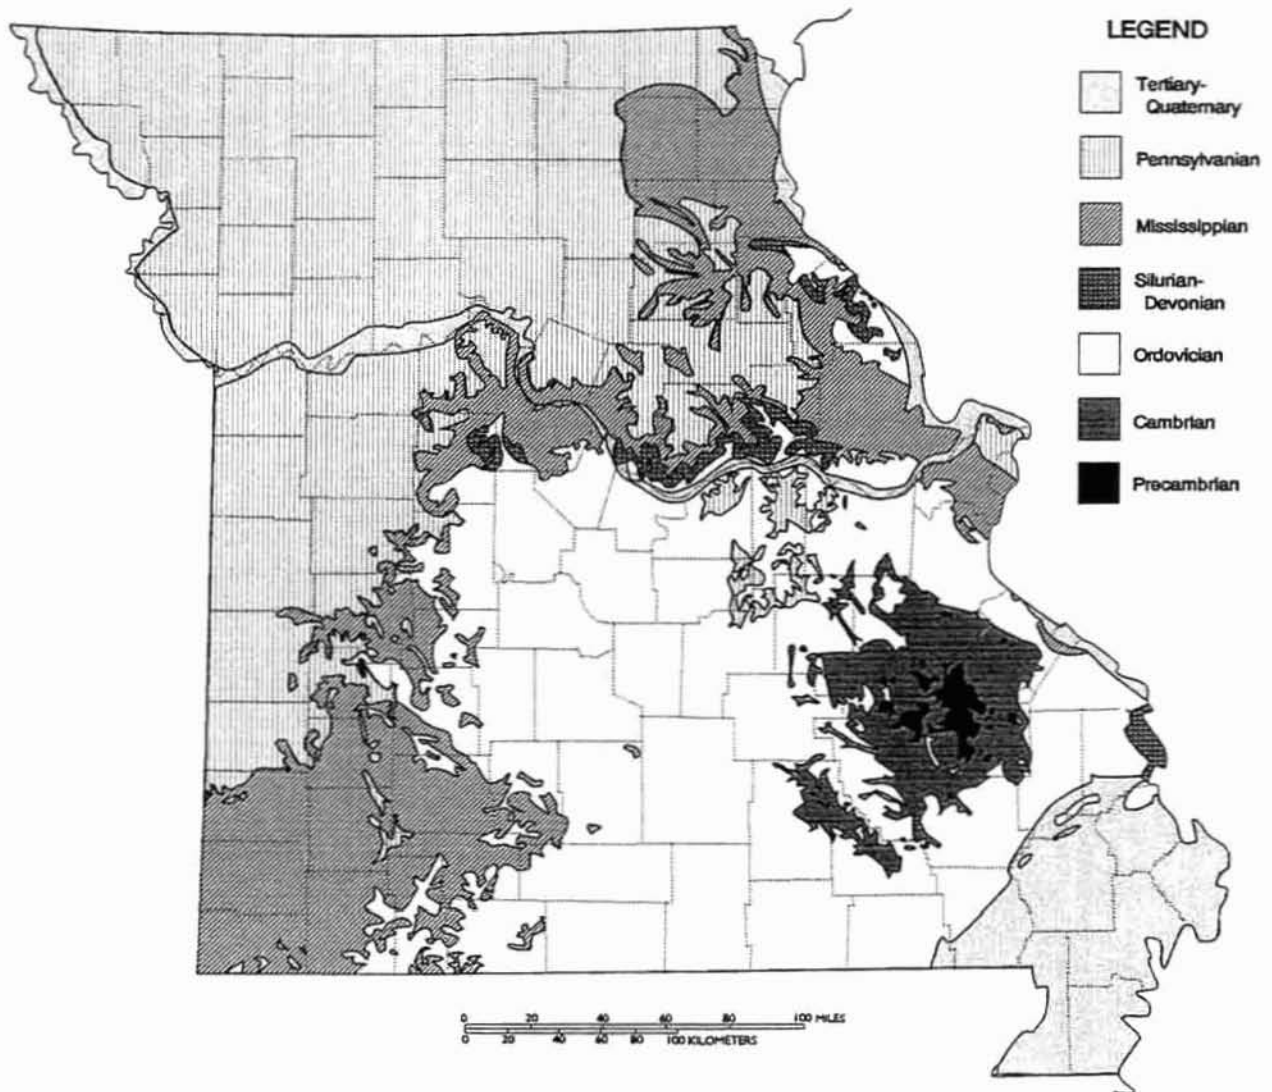 LEGEND
Tertiary-
Quaternary
Pennsylvanian
Mississippian
Silurian-
Devonian
Ordovician
Cambrian
Precambrian
0 20 40 60 80 100 MILES
0 20 40 60 80 100 KILOMETERS